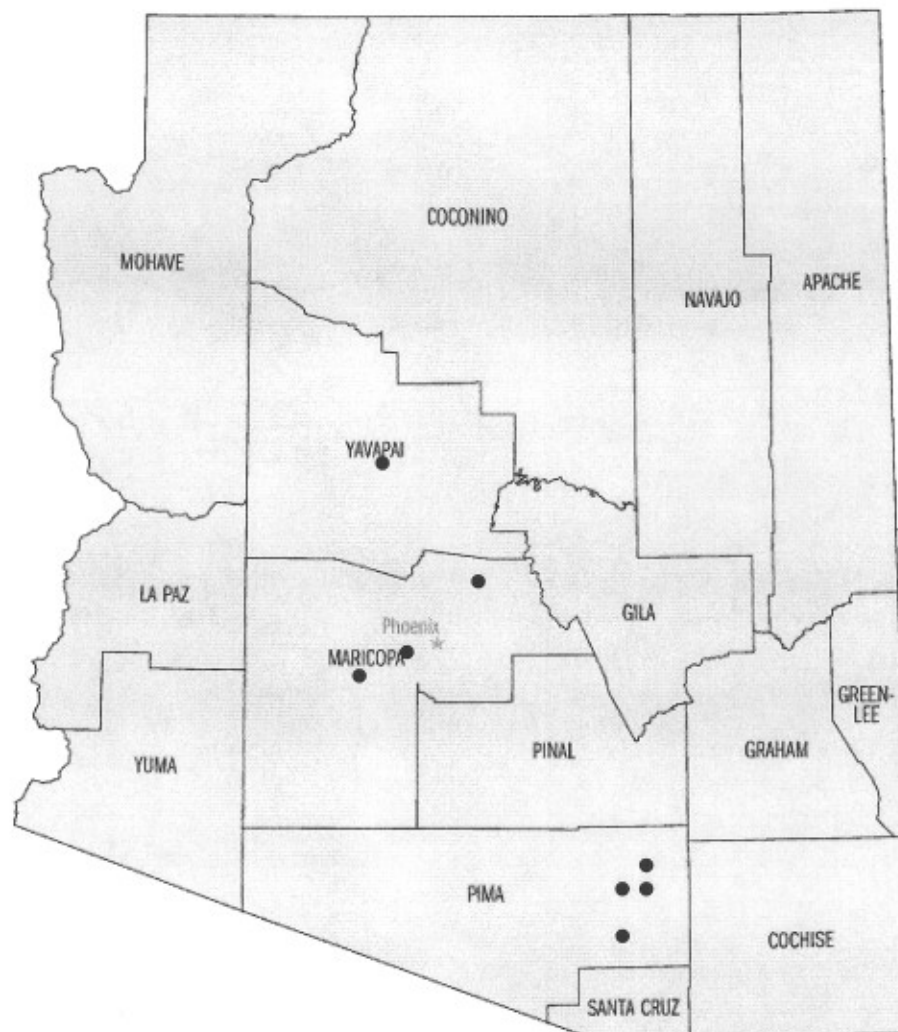 COCONINO
MOHAVE
NAVAJO
APACHE
YAVAPAI
LA PAZ
GILA
Phoenix
MARICOPA
GREEN-
LEE
YUMA
PINAL
GRAHAM
PIMA
COCHISE
SANTA CRUZ